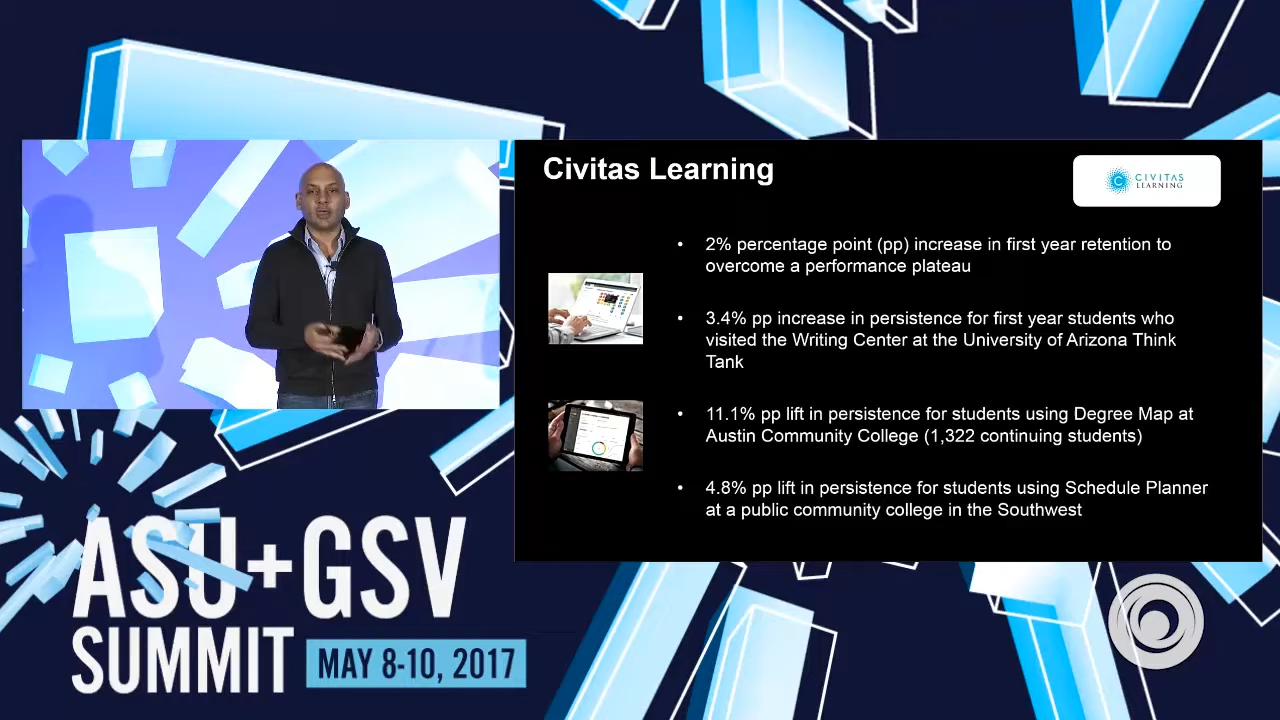 Civitas Learning
CIVITAS
LEARNING
• 2% percentage point (pp) increase in first year retention to
overcome a performance plateau
• 3.4% pp increase in persistence for first year students who
visited the Writing Center at the University of Arizona Think
Tank
• 11.1% pp lift in persistence for students using Degree Map at
Austin Community College (1,322 continuing students)
• 4.8% pp lift in persistence for students using Schedule Planner
at a public community college in the Southwest
ASU+GSV
SUMMIT
MAY 8-10, 2017